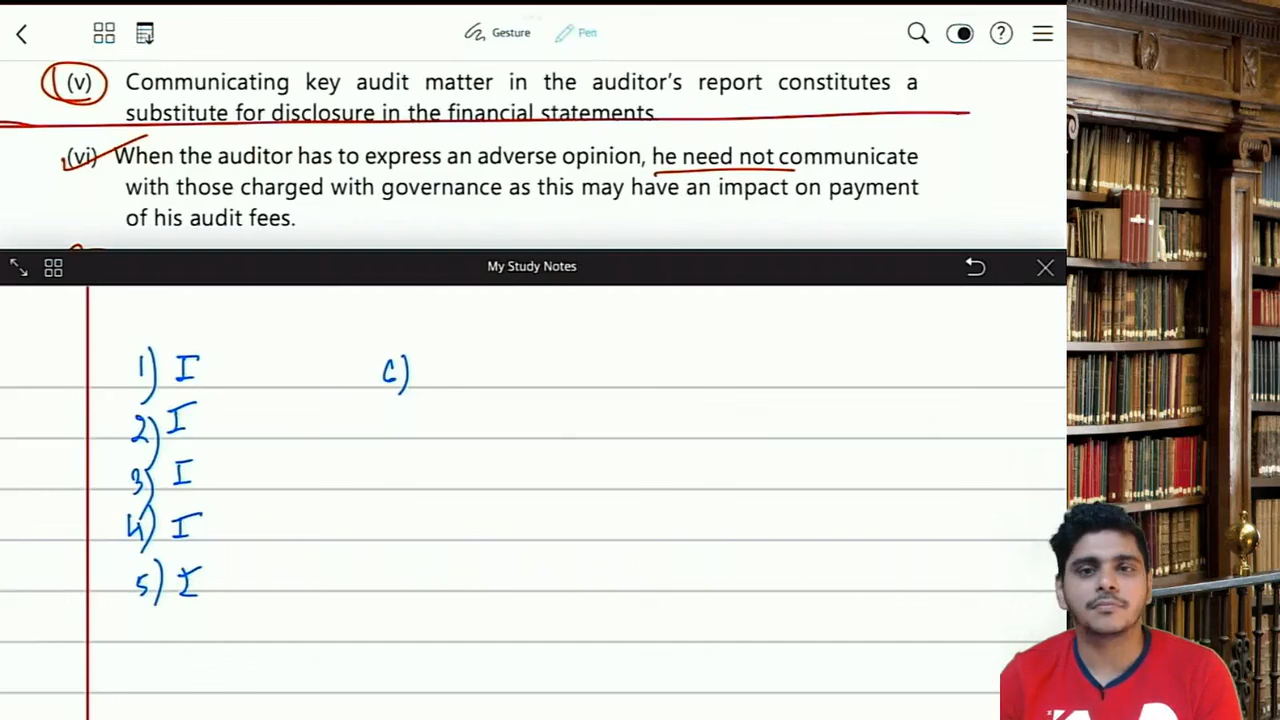 Gesture Pen
(v) Communicating key audit matter in the auditor's report constitutes a
substitute for disclosure in the financial statements.
(vi) When the auditor has to express an adverse opinion, he need not communicate
with those charged with governance as this may have an impact on payment
of his audit fees.
My Study Notes
1) I
c)
2) I
3) I
4) I
5) I